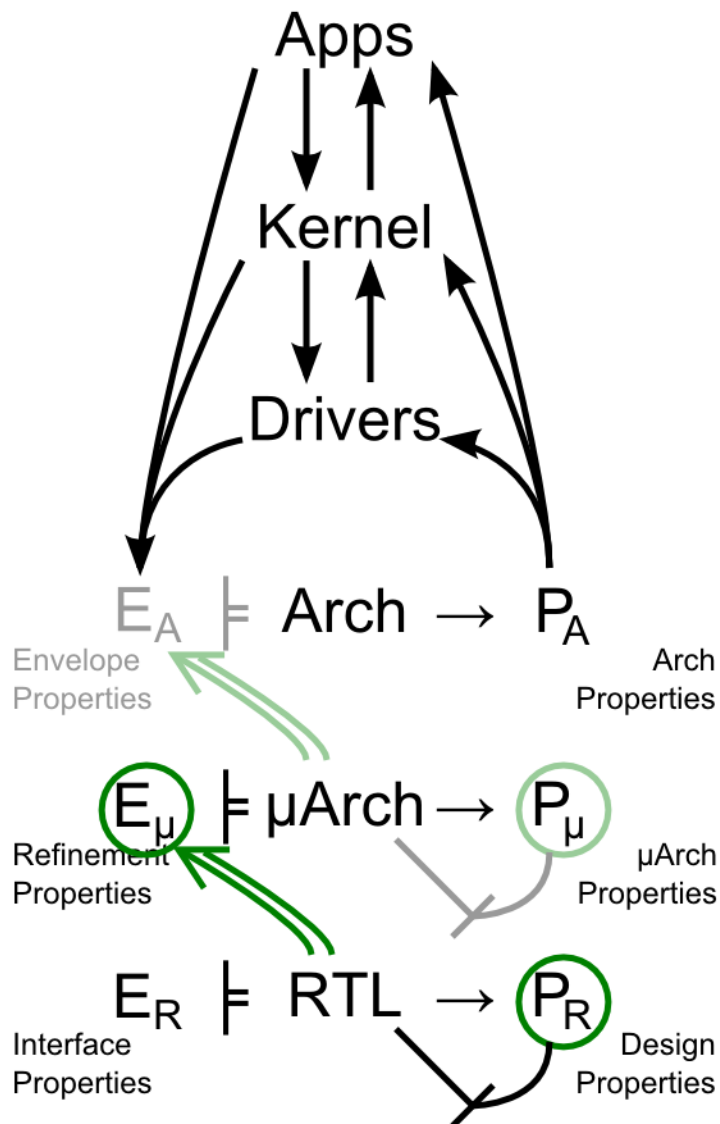 Apps
Kernel
Drivers
E_A ⊨ Arch → P_A
Envelope
Properties
Arch
Properties
E_μ ⊨ μArch → P_μ
Refinement
Properties
μArch
Properties
E_R ⊨ RTL → P_R
Interface
Properties
Design
Properties